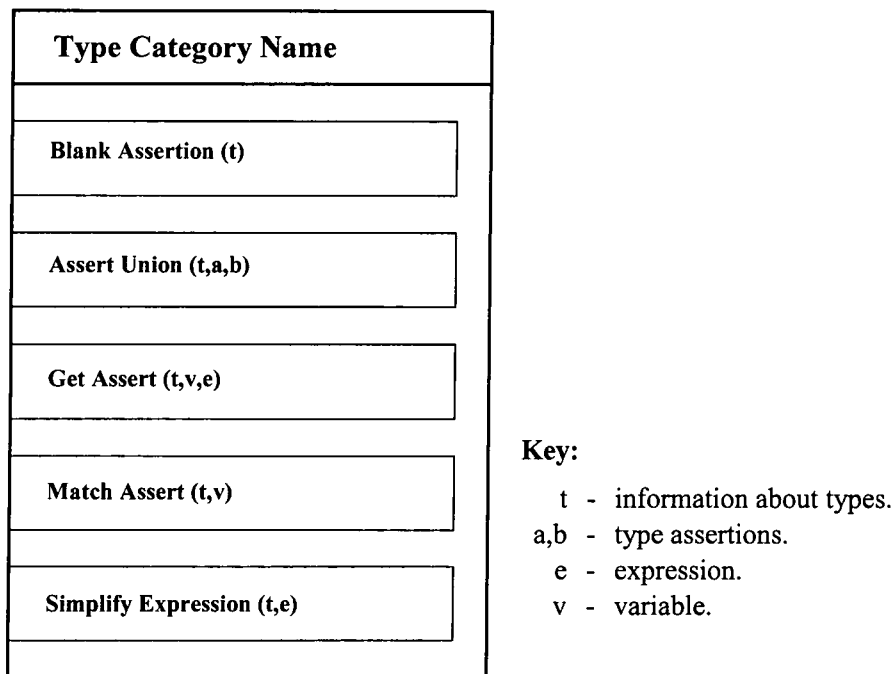 Type Category Name
Blank Assertion (t)
Assert Union (t,a,b)
Get Assert (t,v,e)
Match Assert (t,v)
Simplify Expression (t,e)
Key:
t - information about types.
a,b - type assertions.
e - expression.
v - variable.